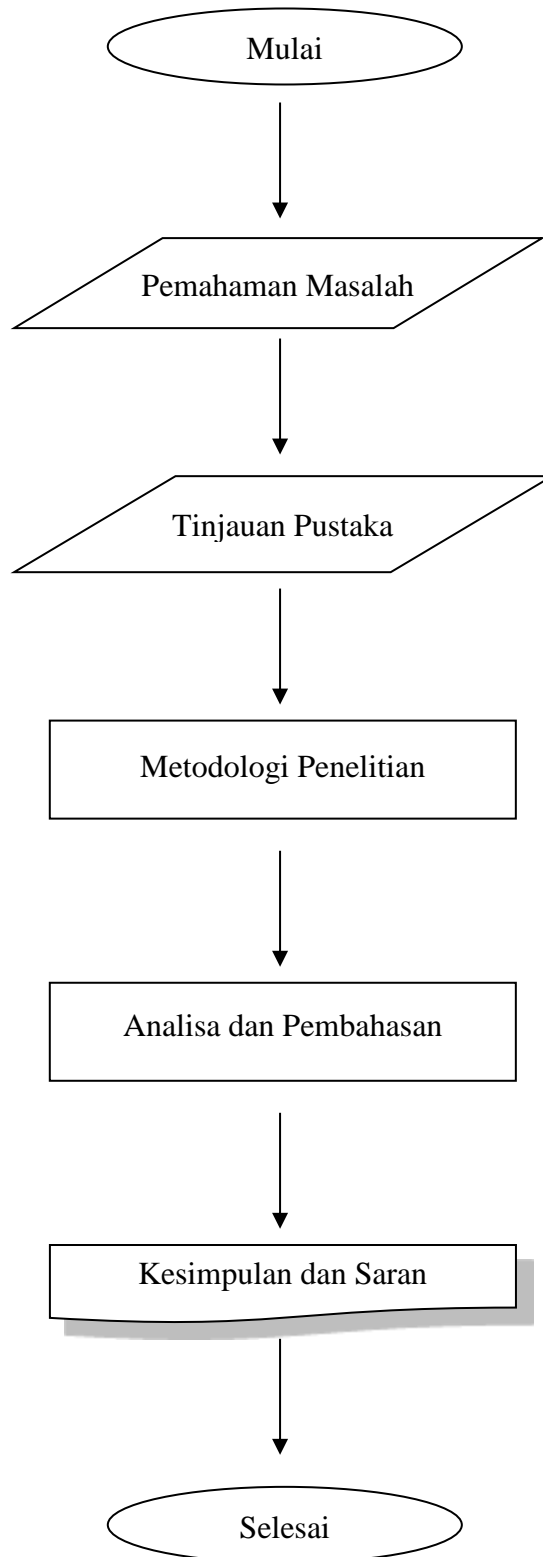 Mulai
Pemahaman Masalah
Tinjauan Pustaka
Metodologi Penelitian
Analisa dan Pembahasan
Kesimpulan dan Saran
Selesai